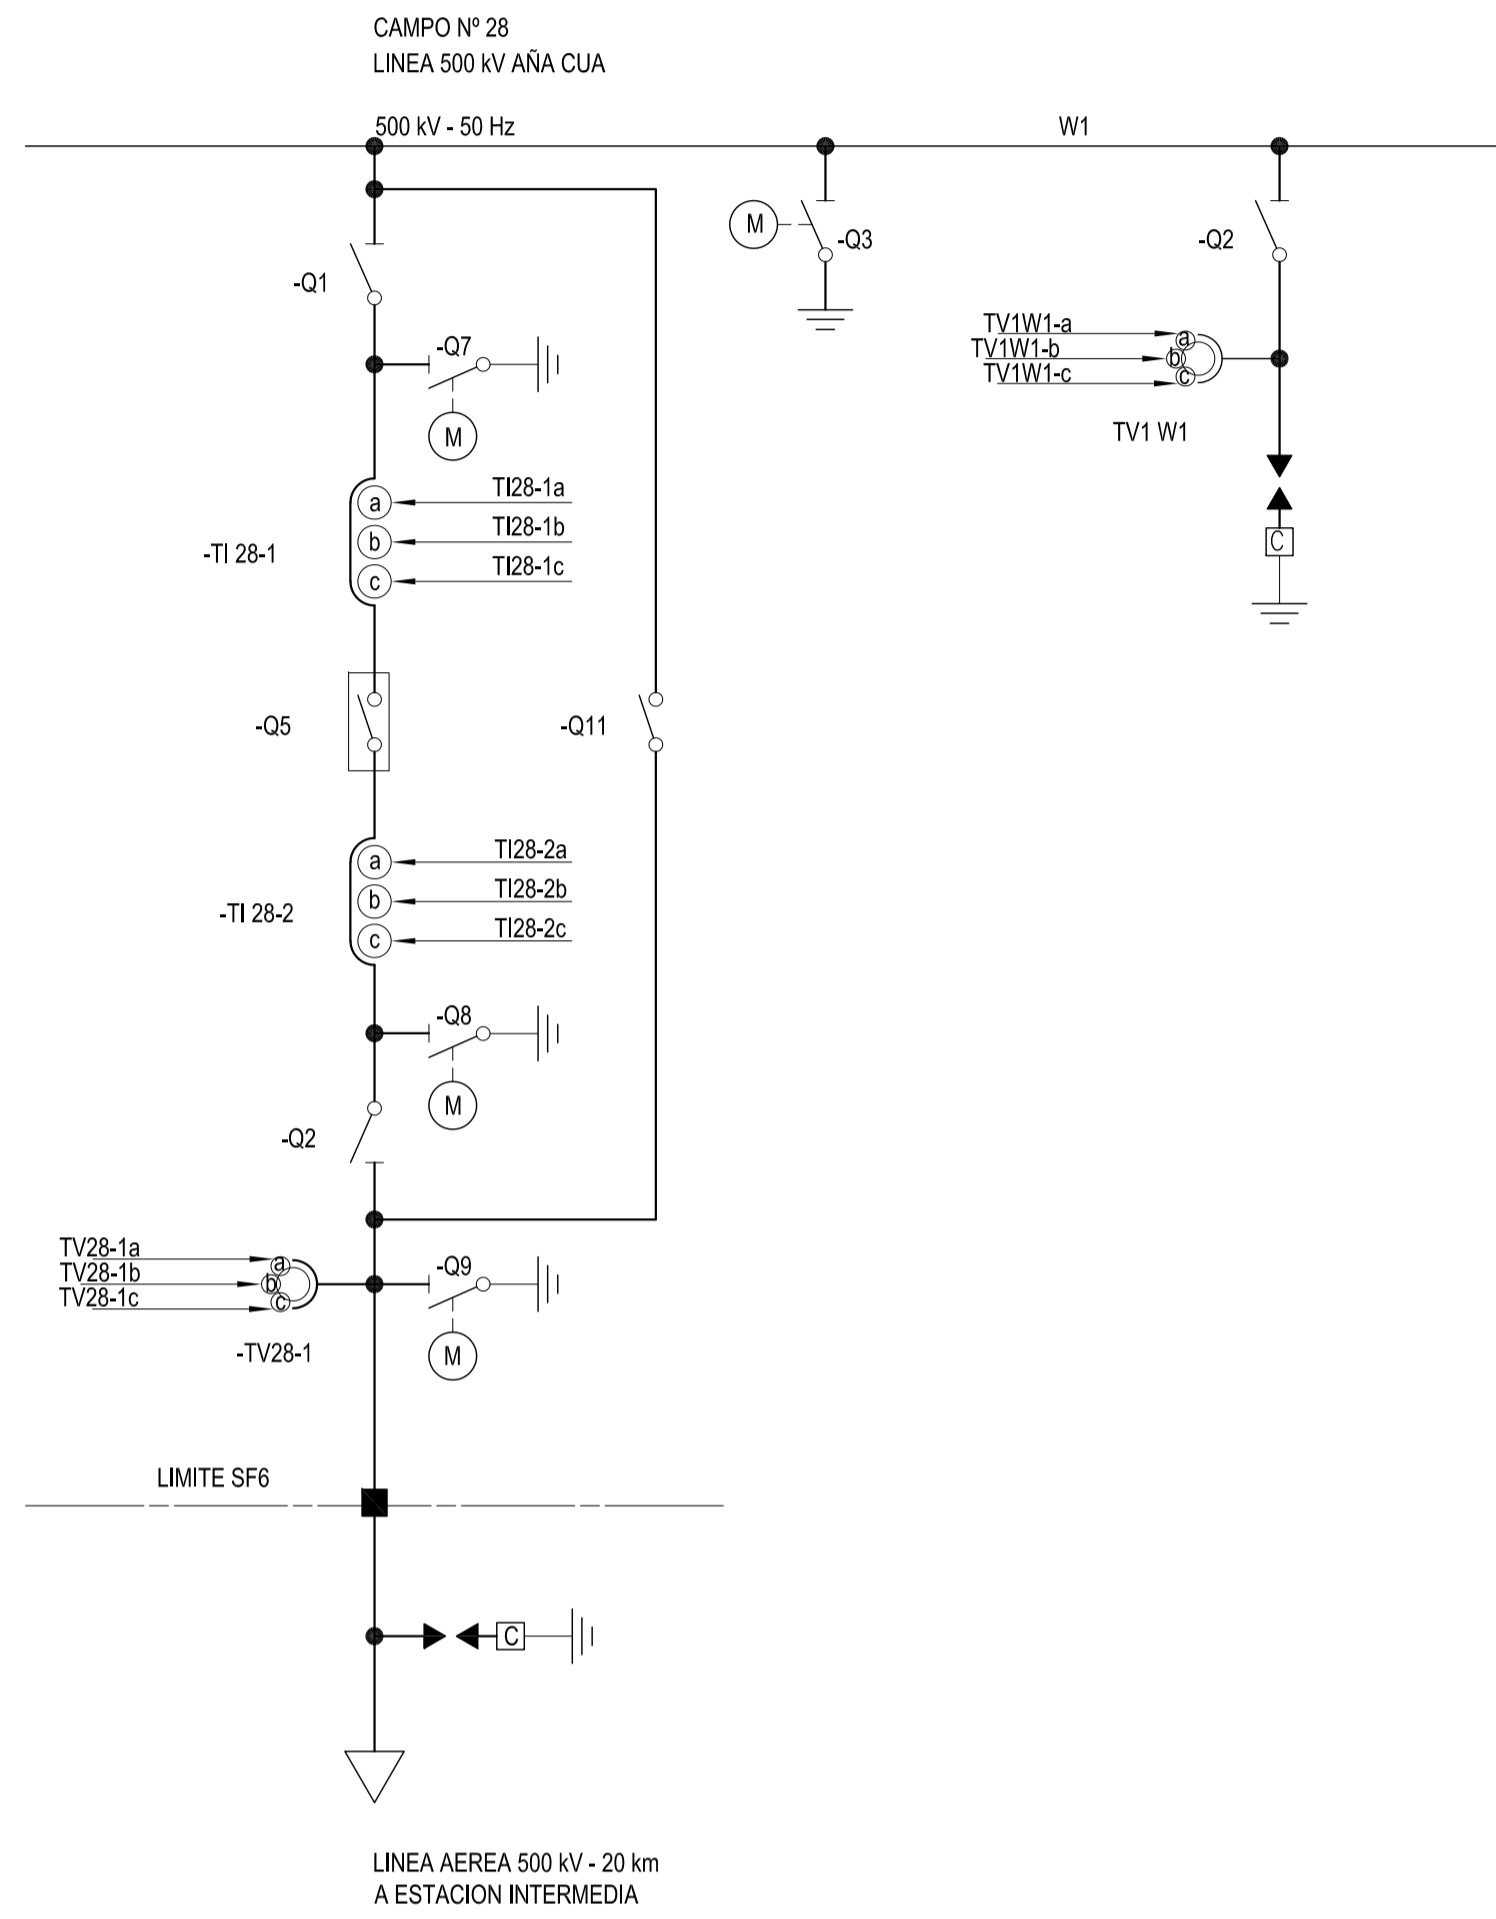 CAMPO Nº 28
LINEA 500 kV AÑA CUA
500 kV - 50 Hz
W1
M
-Q3
-Q2
-Q1
TV1W1-a
TV1W1-b
TV1W1-c
a
b
c
TV1 W1
-Q7
M
C
-TI 28-1
a
b
c
TI28-1a
TI28-1b
TI28-1c
-Q5
-Q11
-TI 28-2
a
b
c
TI28-2a
TI28-2b
TI28-2c
-Q8
M
-Q2
TV28-1a
TV28-1b
TV28-1c
a
b
c
-TV28-1
-Q9
M
LIMITE SF6
C
LINEA AEREA 500 kV - 20 km
A ESTACION INTERMEDIA